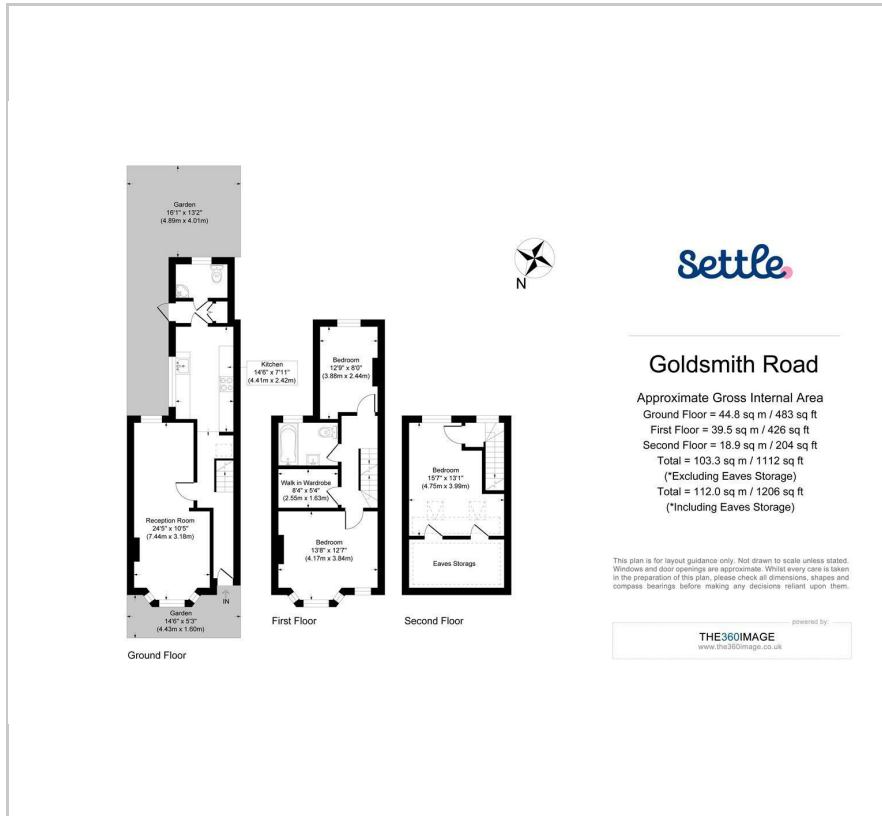 Garden
16'1" x 13'2"
(4.89m x 4.01m)
Kitchen
14'6" x 7'11"
(4.41m x 2.42m)
Reception Room
24'5" x 10'5"
(7.44m x 3.18m)
IN
Garden
14'6" x 5'3"
(4.43m x 1.60m)
Ground Floor
Bedroom
12'9" x 8'0"
(3.88m x 2.44m)
Walk in Wardrobe
8'4" x 5'4"
(2.55m x 1.63m)
Bedroom
13'8" x 12'7"
(4.17m x 3.84m)
First Floor
Bedroom
15'7" x 13'1"
(4.75m x 3.99m)
Eaves Storags
Second Floor
N
settle.
Goldsmith Road
Approximate Gross Internal Area
Ground Floor = 44.8 sq m / 483 sq ft
First Floor = 39.5 sq m / 426 sq ft
Second Floor = 18.9 sq m / 204 sq ft
Total = 103.3 sq m / 1112 sq ft
(*Excluding Eaves Storage)
Total = 112.0 sq m / 1206 sq ft
(*Including Eaves Storage)
This plan is for layout guidance only. Not drawn to scale unless stated.
Windows and door openings are approximate. Whilst every care is taken
in the preparation of this plan, please check all dimensions, shapes and
compass bearings before making any decisions reliant upon them.
powered by:
THE360IMAGE
www.the360image.co.uk